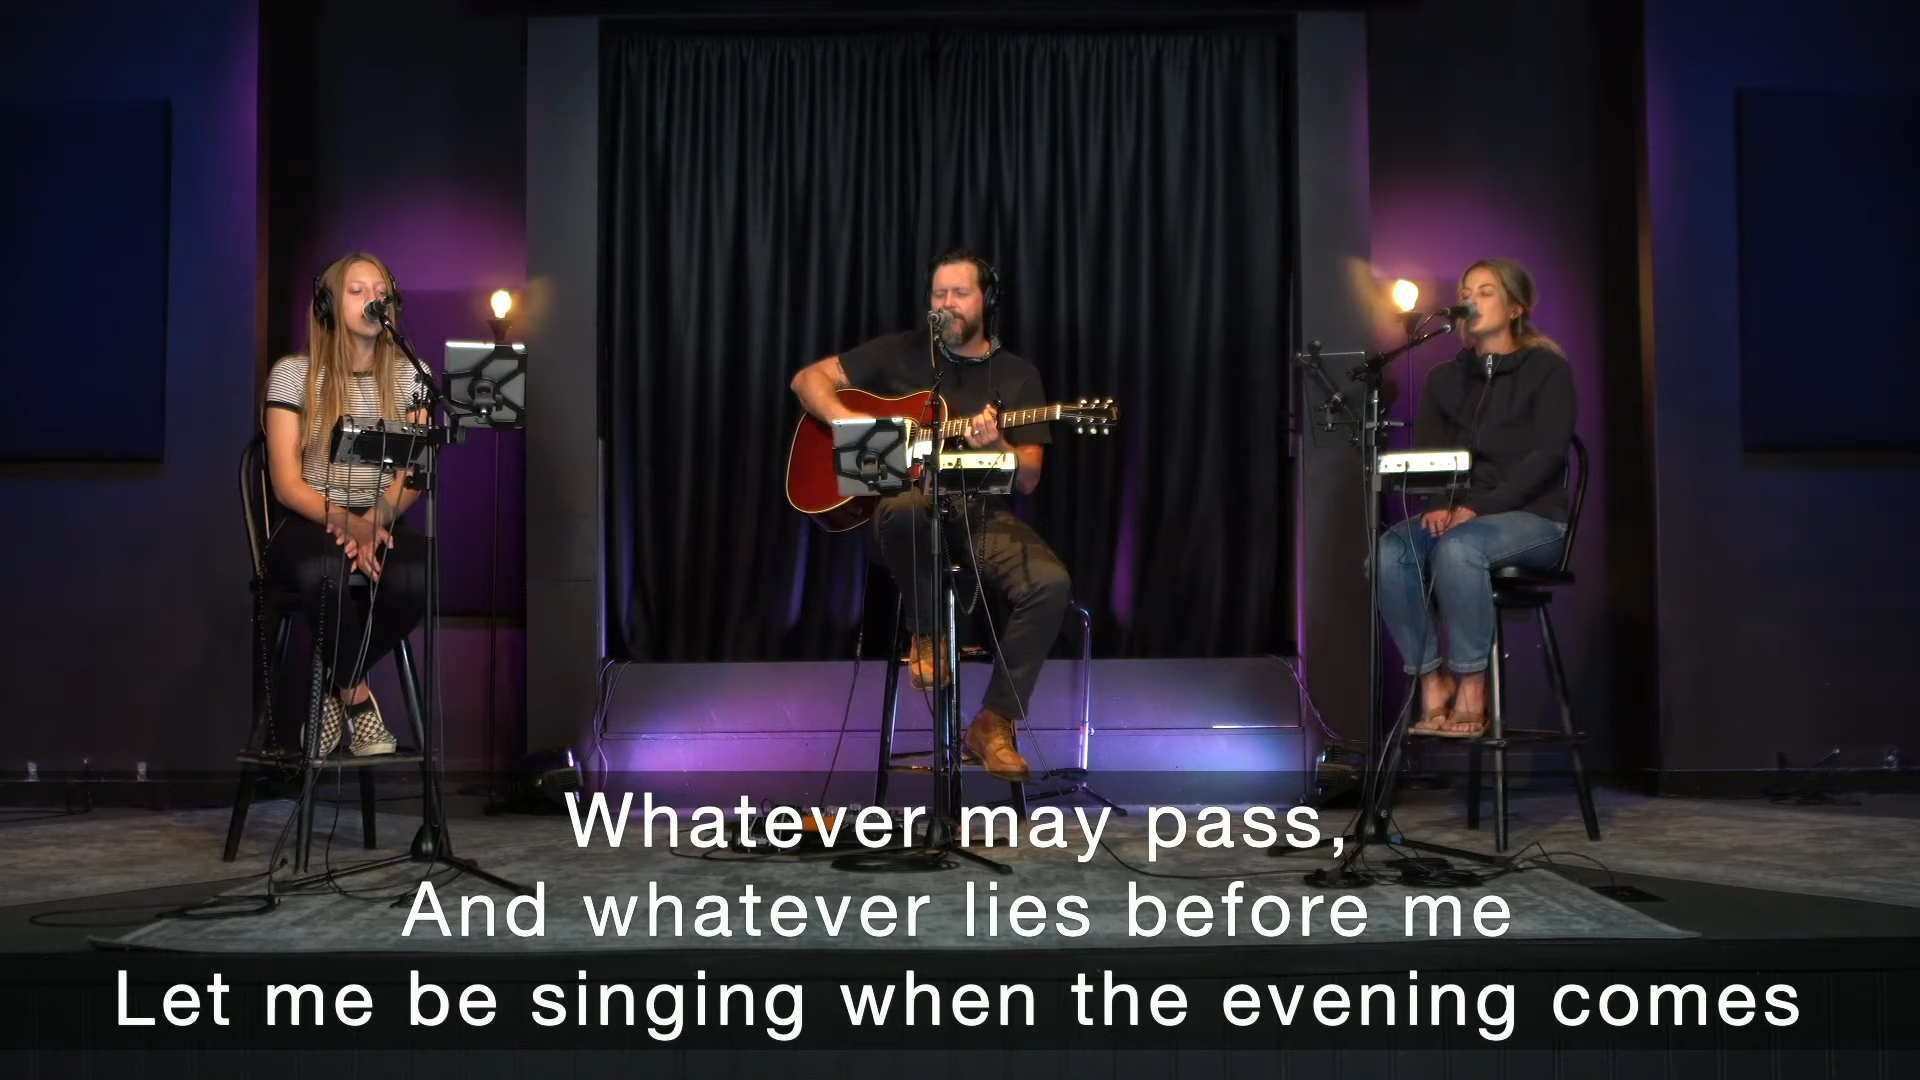 Whatever may pass,
And whatever lies before me
Let me be singing when the evening comes